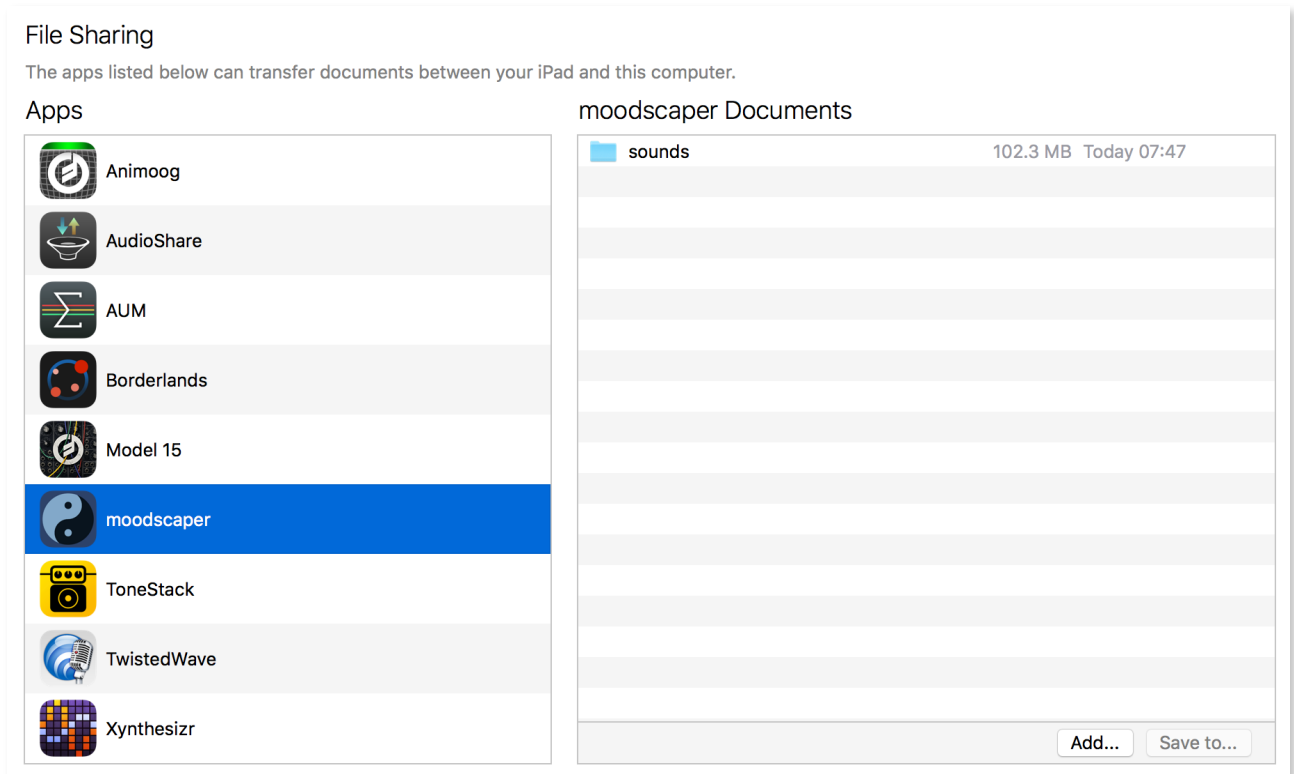 File Sharing
The apps listed below can transfer documents between your iPad and this computer.
Apps
Animoog
AudioShare
AUM
Borderlands
Model 15
moodscaper
ToneStack
TwistedWave
Xynthesizr
moodscaper Documents
sounds 102.3 MB Today 07:47
Add... Save to...